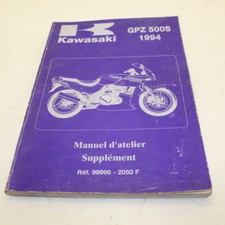 Kawasaki
GPZ 500S
1994
Manuel d'atelier
Supplément
Réf. 99996 - 2050 F